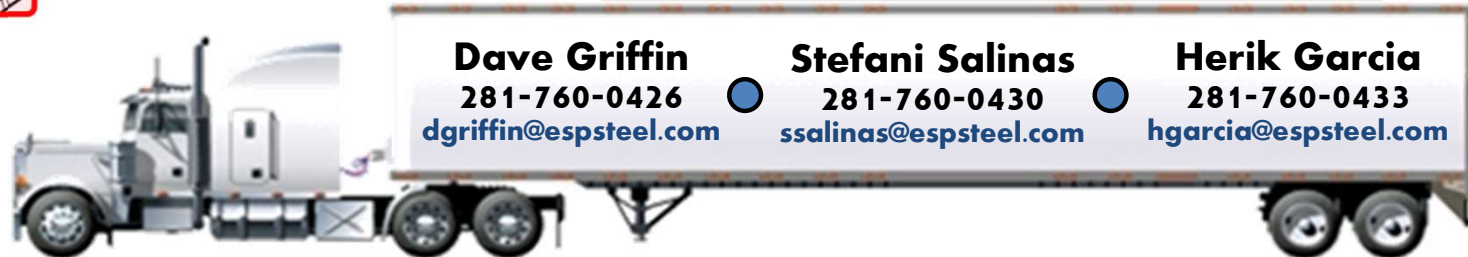 Dave Griffin
281-760-0426
dgriffin@espsteel.com
Stefani Salinas
281-760-0430
ssalinas@espsteel.com
Herik Garcia
281-760-0433
hgarcia@espsteel.com